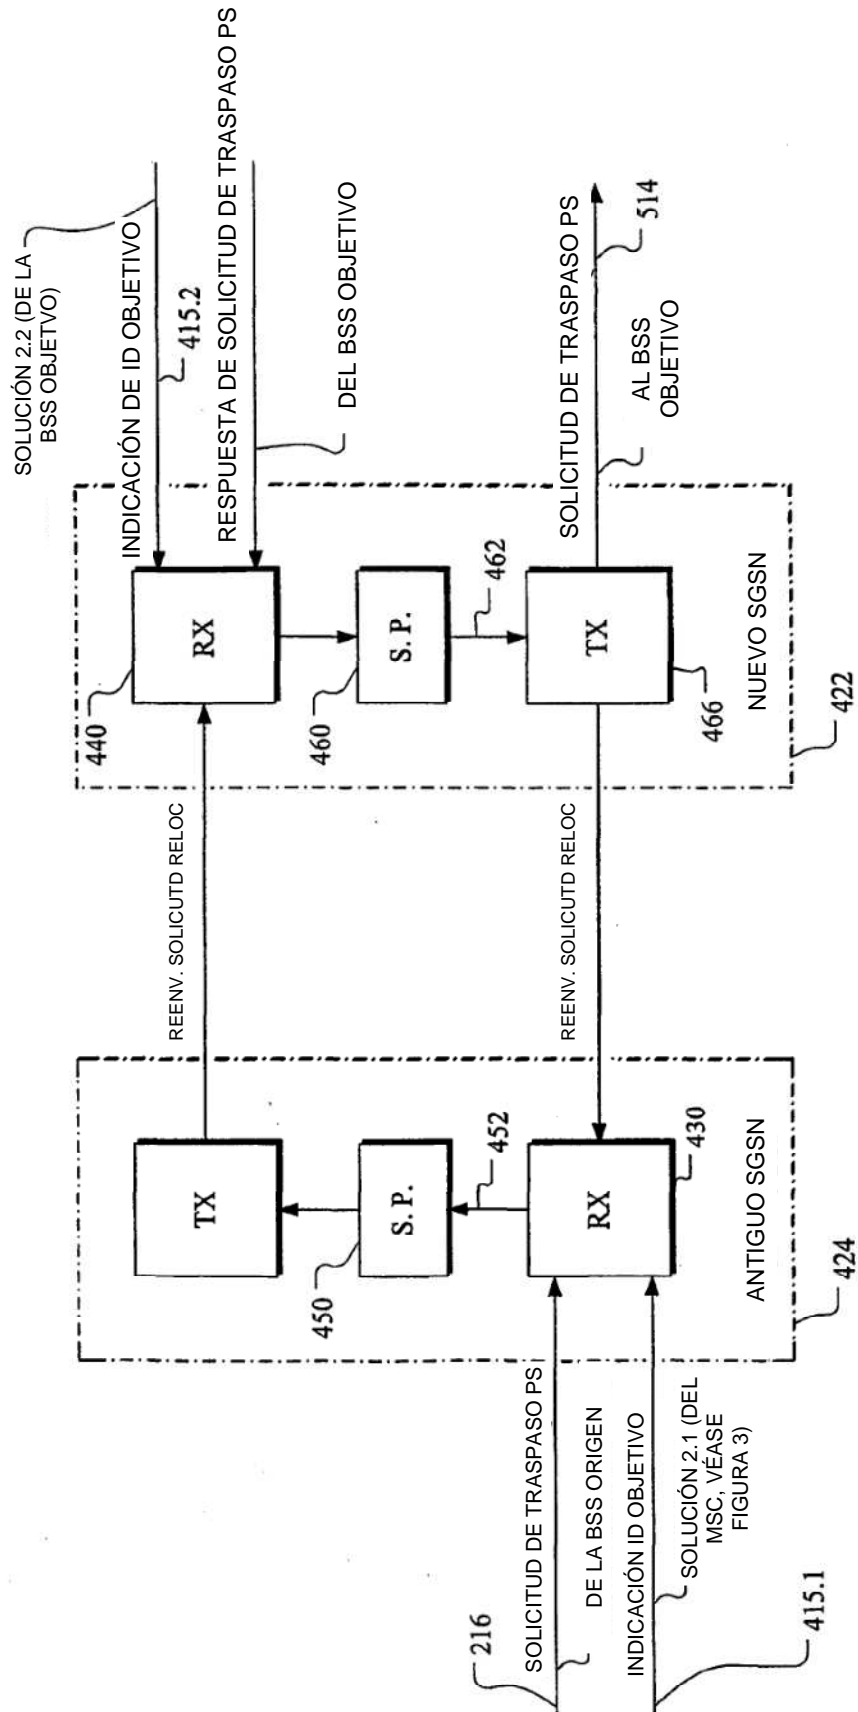 216
SOLICITUD DE TRASPASO PS
DE LA BSS ORIGEN
INDICACIÓN ID OBJETIVO
SOLUCIÓN 2.1 (DEL
MSC, VÉASE
FIGURA 3)
415.1
TX
S. P.
450
452
RX
430
ANTIGUO SGSN
424
REENV. SOLICUTD RELOC
REENV. SOLICUTD RELOC
440
RX
460
S. P.
462
TX
466
NUEVO SGSN
422
SOLUCIÓN 2.2 (DE LA
BSS OBJETVO)
INDICACIÓN DE ID OBJETIVO
415.2
RESPUESTA DE SOLICITUD DE TRASPASO PS
DEL BSS OBJETIVO
SOLICITUD DE TRASPASO PS
514
AL BSS
OBJETIVO